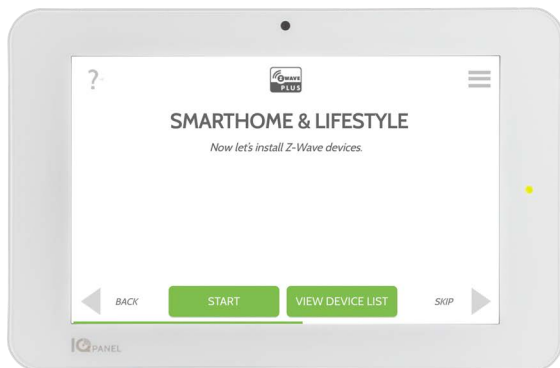 ?
Z WAVE
PLUS
SMARTHOME & LIFESTYLE
Now let's install Z-Wave devices.
BACK
START
VIEW DEVICE LIST
SKIP
IQ PANEL